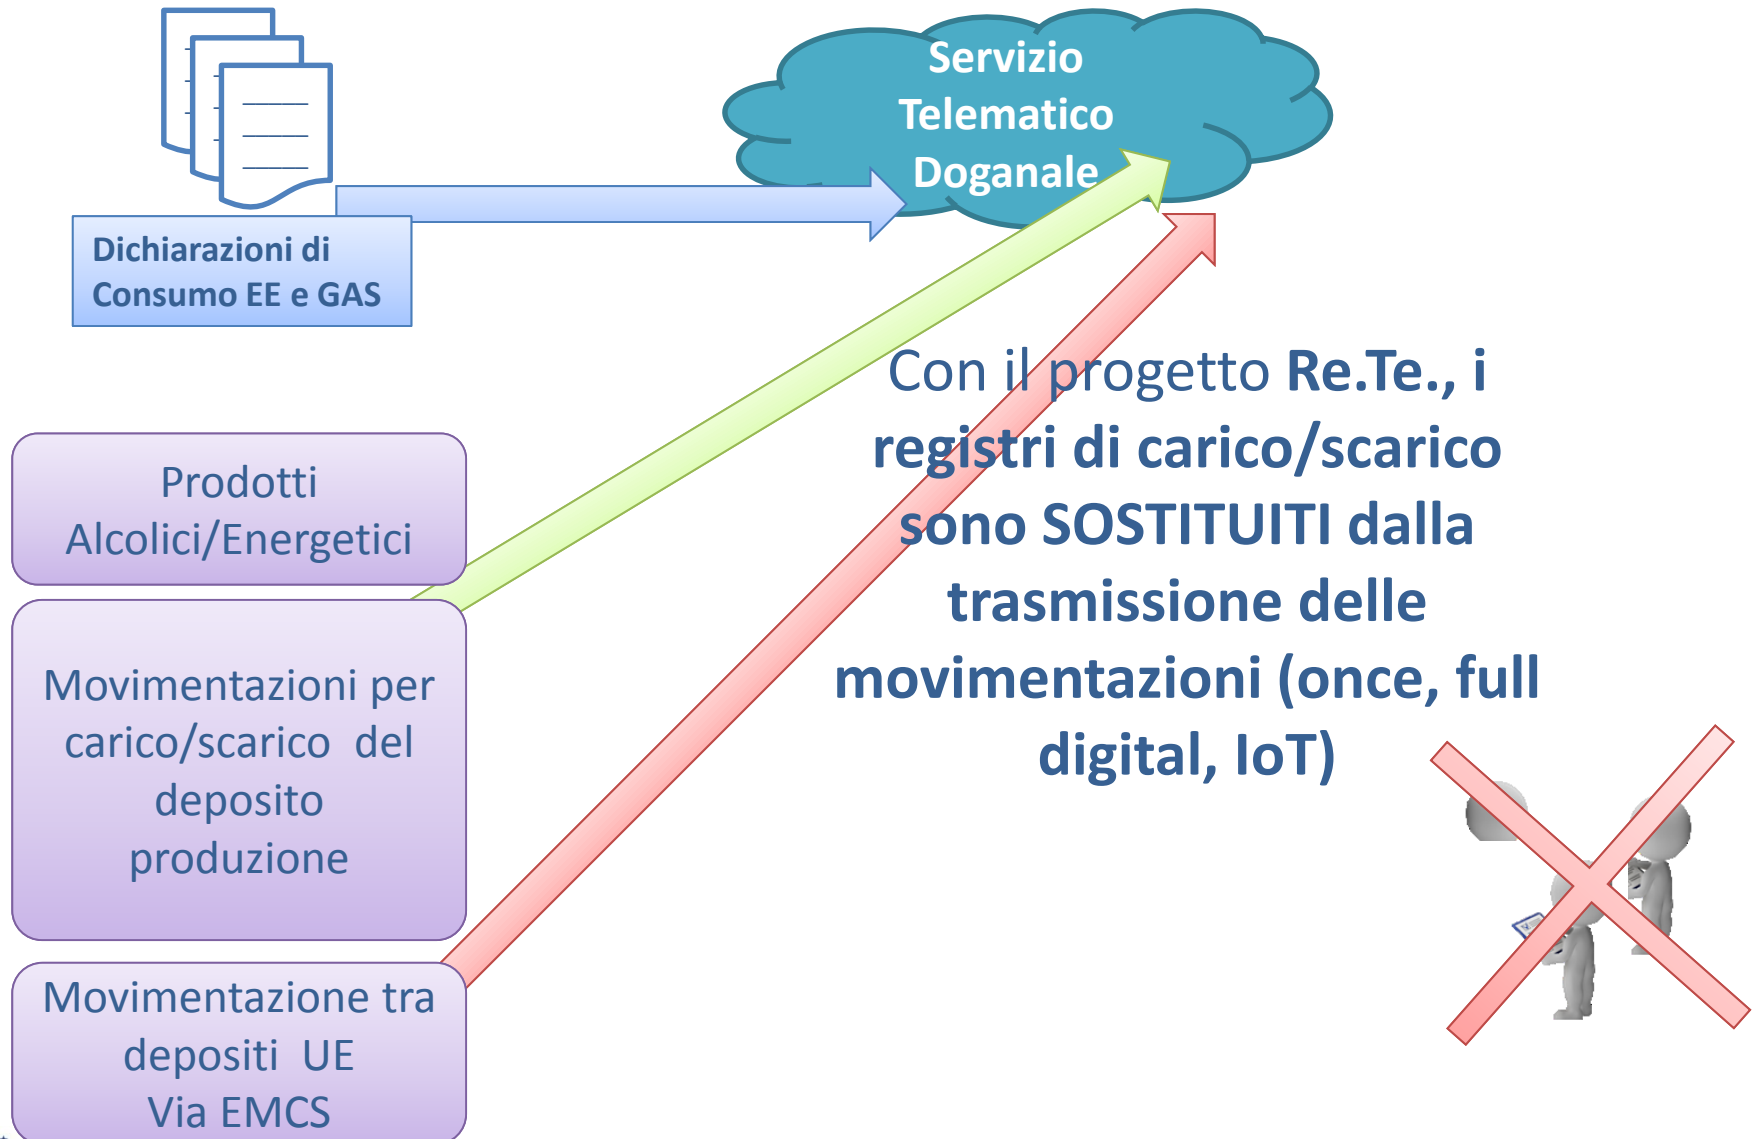 Servizio
Telematico
Doganale
Dichiarazioni di
Consumo EE e GAS
Con il progetto Re.Te., i
registri di carico/scarico
sono SOSTITUITI dalla
trasmissione delle
movimentazioni (once, full
digital, IoT)
Prodotti
Alcolici/Energetici
Movimentazioni per
carico/scarico del
deposito
produzione
Movimentazione tra
depositi UE
Via EMCS